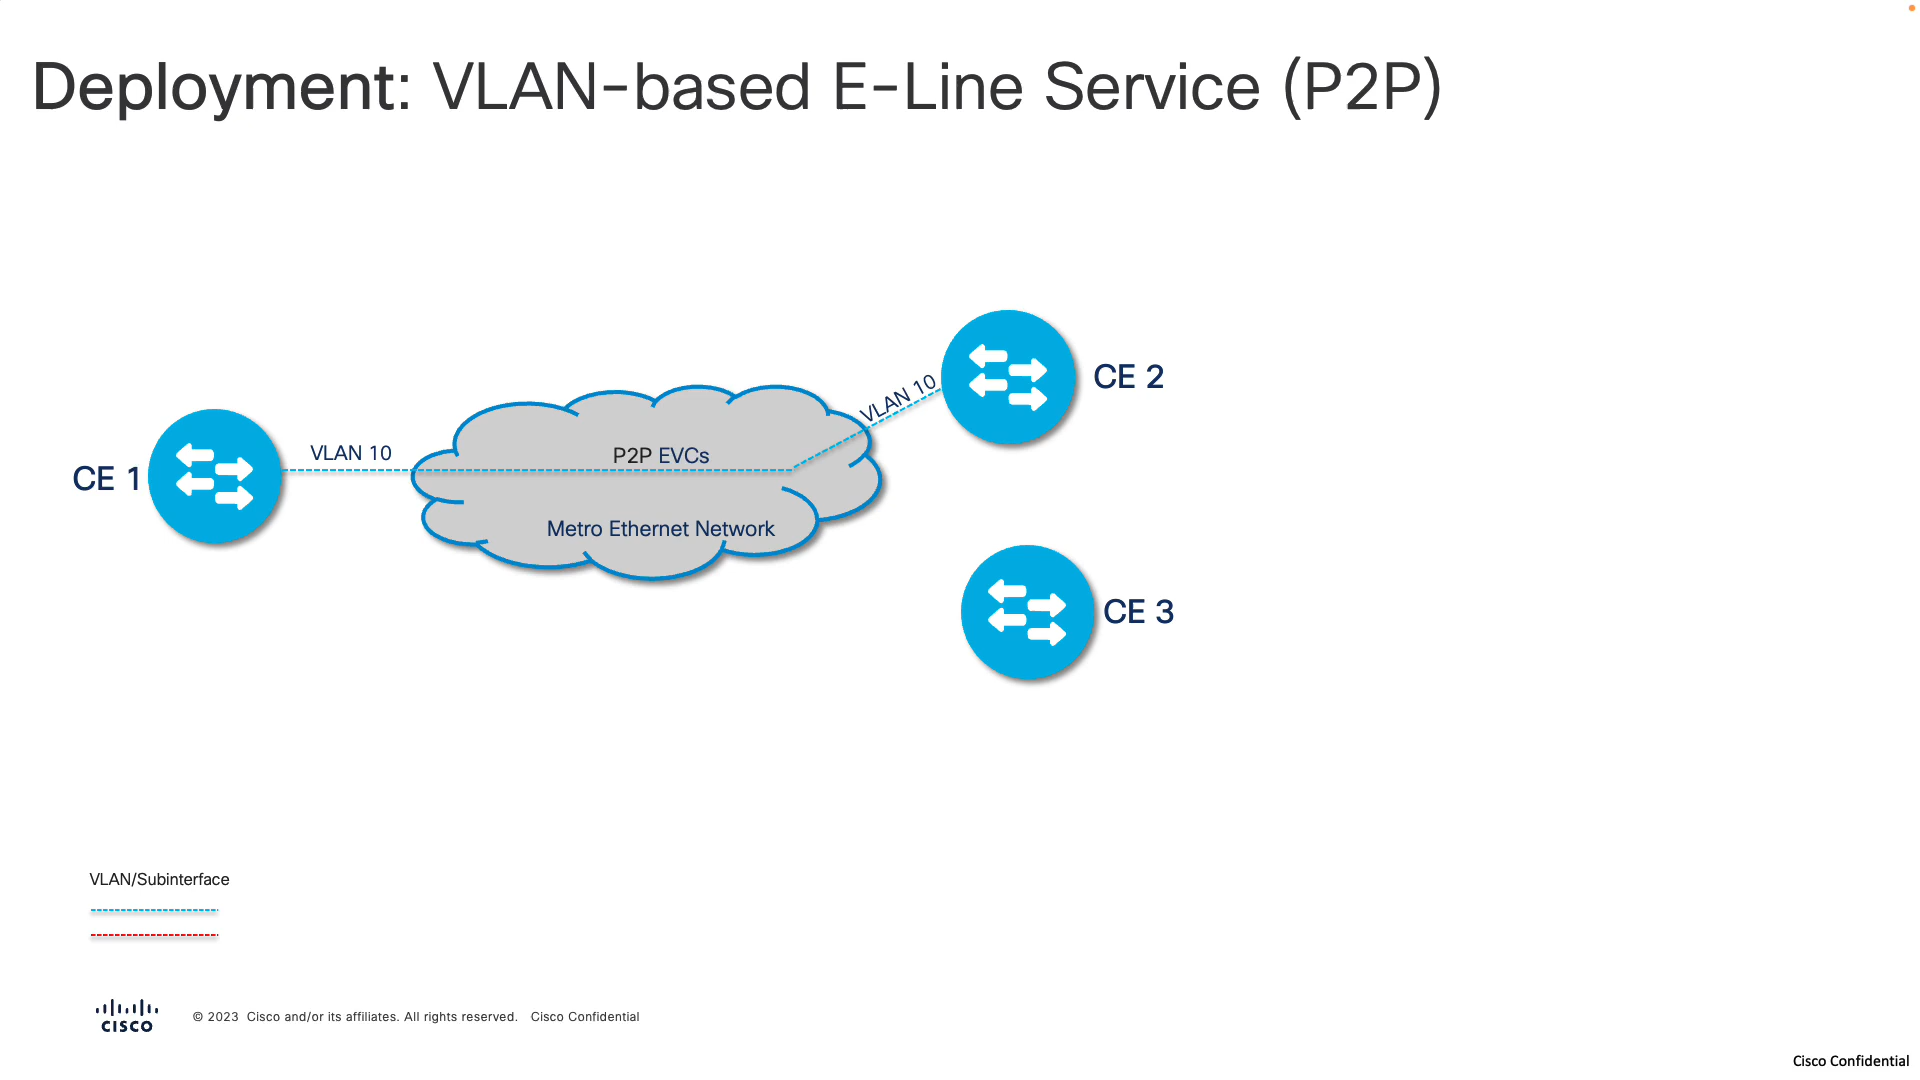 Deployment: VLAN-based E-Line Service (P2P)
VLAN 10
CE 2
VLAN 10
P2P EVCs
CE 1
Metro Ethernet Network
CE 3
VLAN/Subinterface
CISCO
© 2023 Cisco and/or its affiliates. All rights reserved. Cisco Confidential
Cisco Confidential